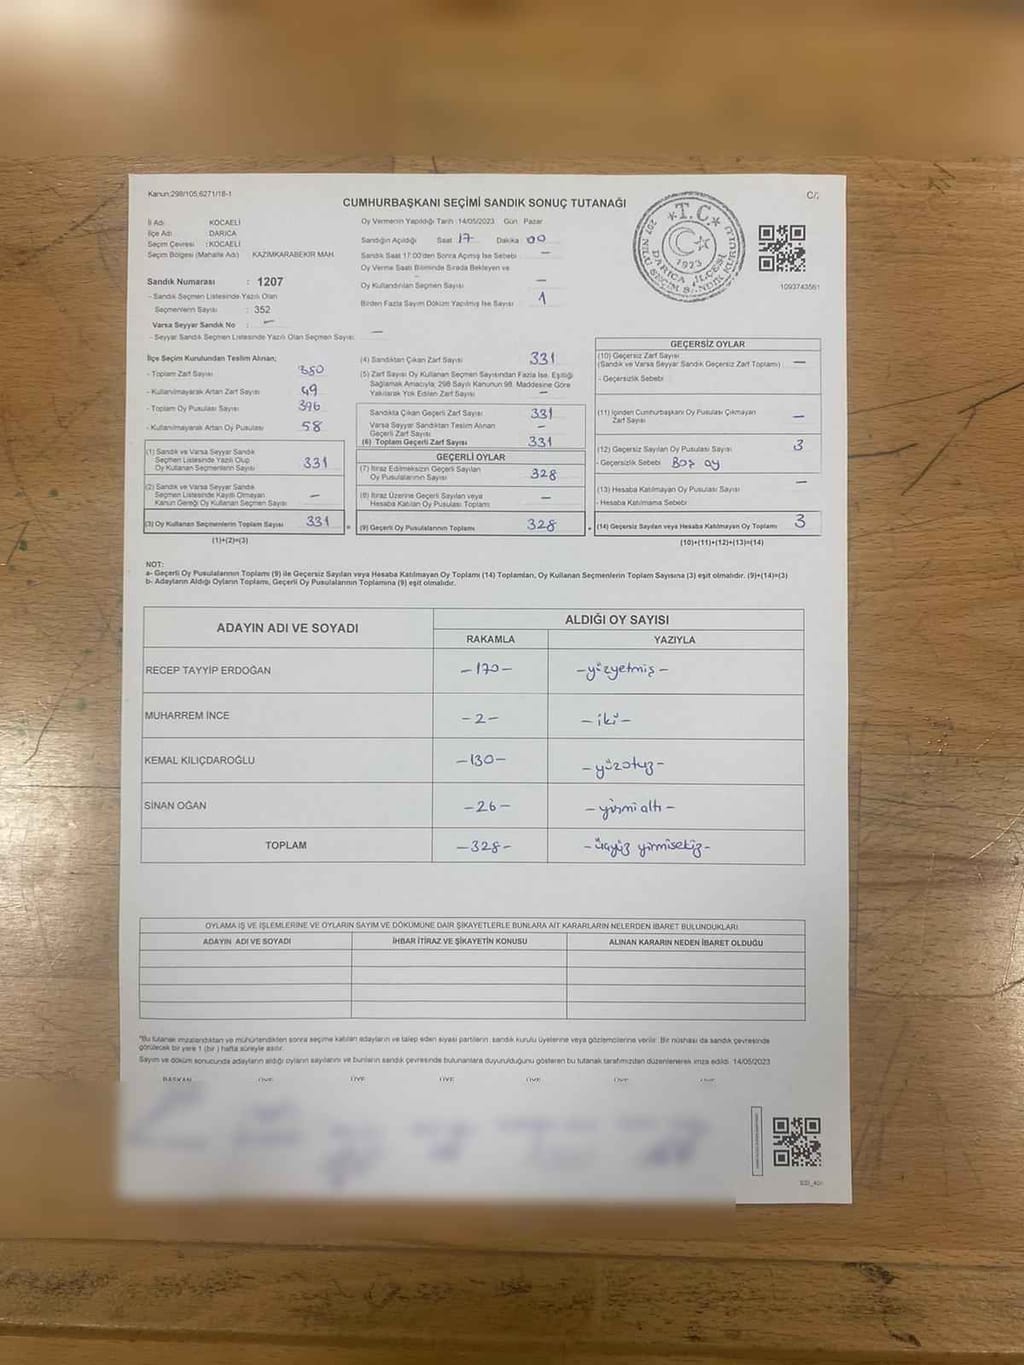 Kanun:298/105;6271/18-1
C/:
CUMHURBAŞKANI SEÇİMİ SANDIK SONUÇ TUTANAĞI
İl Adı : KOCAELİ
İlçe Adı : DARICA
Seçim Çevresi : KOCAELİ
Seçim Bölgesi (Mahalle Adı) KAZIMKARABEKİR MAH.
Sandık Numarası : 1207
- Sandık Seçmen Listesinde Yazılı Olan
Seçmenlerin Sayısı : 352
Varsa Seyyar Sandık No : —
- Seyyar Sandık Seçmen Listesinde Yazılı Olan Seçmen Sayısı: —
Oy Vermenin Yapıldığı Tarih :14/05/2023 Gün Pazar
Sandığın Açıldığı Saat 17 Dakika 00
Sandık Saat 17.00'den Sonra Açılmış İse Sebebi —
Oy Verme Saati Bitiminde Sırada Bekleyen ve
Oy Kullandırılan Seçmen Sayısı —
Birden Fazla Sayım Döküm Yapılmış İse Sayısı 1
T.C.
DARICA İLÇESİ
1207 NOLU SEÇİM SANDIK KURULU
1923
1093743561
İlçe Seçim Kurulundan Teslim Alınan;
- Toplam Zarf Sayısı 380
- Kullanılmayarak Artan Zarf Sayısı 49
- Toplam Oy Pusulası Sayısı 396
- Kullanılmayarak Artan Oy Pusulası 58
(1) Sandık ve Varsa Seyyar Sandık
Seçmen Listesinde Yazılı Olup
Oy Kullanan Seçmenlerin Sayısı 331
(2) Sandık ve Varsa Seyyar Sandık
Seçmen Listesinde Kayıtlı Olmayan
Kanun Gereği Oy Kullanan Seçmen Sayısı —
(3) Oy Kullanan Seçmenlerin Toplam Sayısı 331
(1)+(2)=(3)
(4) Sandıktan Çıkan Zarf Sayısı 331
(5) Zarf Sayısı Oy Kullanan Seçmen Sayısından Fazla İse, Eşitliği
Sağlamak Amacıyla, 298 Sayılı Kanunun 98. Maddesine Göre
Yakılarak Yok Edilen Zarf Sayısı —
Sandıkta Çıkan Geçerli Zarf Sayısı 331
Varsa Seyyar Sandıktan Teslim Alınan
Geçerli Zarf Sayısı —
(6) Toplam Geçerli Zarf Sayısı 331
GEÇERLİ OYLAR
(7) İtiraz Edilmeksizin Geçerli Sayılan
Oy Pusulalarının Sayısı 328
(8) İtiraz Üzerine Geçerli Sayılan veya
Hesaba Katılan Oy Pusulası Toplamı —
= (9) Geçerli Oy Pusulalarının Toplamı 328
GEÇERSİZ OYLAR
(10) Geçersiz Zarf Sayısı
(Sandık ve Varsa Seyyar Sandık Geçersiz Zarf Toplamı) —
- Geçersizlik Sebebi
(11) İçinden Cumhurbaşkanı Oy Pusulası Çıkmayan
Zarf Sayısı —
(12) Geçersiz Sayılan Oy Pusulası Sayısı 3
- Geçersizlik Sebebi Boş oy
(13) Hesaba Katılmayan Oy Pusulası Sayısı —
- Hesaba Katılmama Sebebi
+ (14) Geçersiz Sayılan veya Hesaba Katılmayan Oy Toplamı 3
(10)+(11)+(12)+(13)=(14)
NOT:
a- Geçerli Oy Pusulalarının Toplamı (9) ile Geçersiz Sayılan veya Hesaba Katılmayan Oy Toplamı (14) Toplamları, Oy Kullanan Seçmenlerin Toplam Sayısına (3) eşit olmalıdır. (9)+(14)=(3)
b- Adayların Aldığı Oyların Toplamı, Geçerli Oy Pusulalarının Toplamına (9) eşit olmalıdır.
ADAYIN ADI VE SOYADI
ALDIĞI OY SAYISI
RAKAMLA YAZIYLA
RECEP TAYYİP ERDOĞAN -170- -yüzyetmiş-
MUHARREM İNCE -2- -iki-
KEMAL KILIÇDAROĞLU -130- -yüzotuz-
SİNAN OĞAN -26- -yirmialtı-
TOPLAM -328- -üçyüz yirmisekiz-
OYLAMA İŞ VE İŞLEMLERİNE VE OYLARIN SAYIM VE DÖKÜMÜNE DAİR ŞİKAYETLERLE BUNLARA AİT KARARLARIN NELERDEN İBARET BULUNDUKLARI
ADAYIN ADI VE SOYADI İHBAR İTİRAZ VE ŞİKAYETİN KONUSU ALINAN KARARIN NEDEN İBARET OLDUĞU
*Bu tutanak imzalandıktan ve mühürlendikten sonra seçime katılan adayların ve talep eden siyasi partilerin sandık kurulu üyelerine veya gözlemcilerine verilir. Bir nüshası da sandık çevresinde
görülecek bir yere 1 (bir) hafta süreyle asılır.
Sayım ve döküm sonucunda adayların aldığı oyların sayılarını ve bunların sandık çevresinde bulunanlara duyurulduğunu gösteren bu tutanak tarafımızdan düzenlenerek imza edildi. 14/05/2023
BAŞKAN ÜYE ÜYE ÜYE ÜYE ÜYE ÜYE